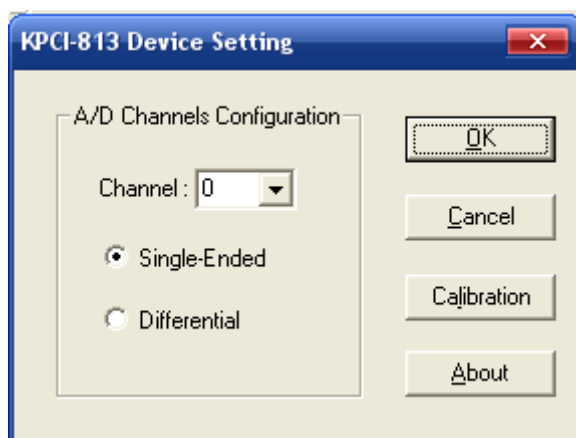 KPCI-813 Device Setting
A/D Channels Configuration
Channel : 0
Single-Ended
Differential
OK
Cancel
Calibration
About